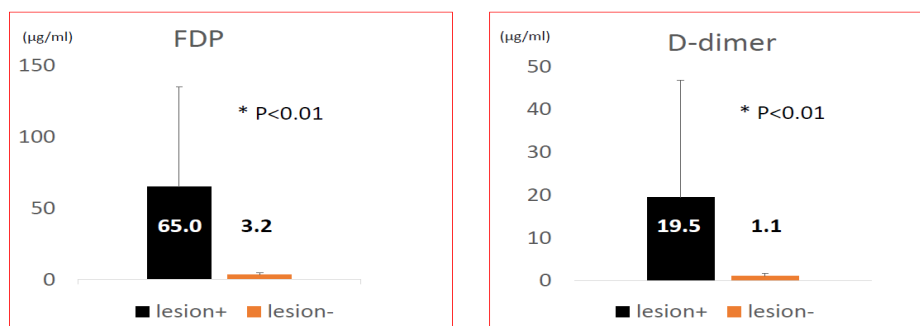 (μg/ml)
FDP
150
100
50
0
* P<0.01
65.0
3.2
lesion+ lesion-
(μg/ml)
D-dimer
50
40
30
20
10
0
* P<0.01
19.5
1.1
lesion+ lesion-